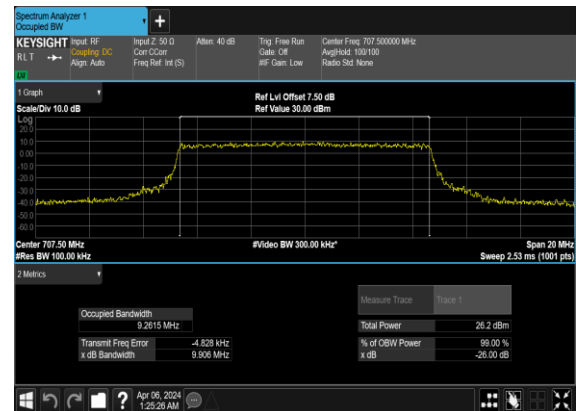 Spectrum Analyzer 1
Occupied BW
KEYSIGHT Input: RF Input Z: 50 Ω Atten: 40 dB Trig: Free Run Center Freq: 707.500000 MHz
RLT Coupling: DC Corr CCorr Gate: Off Avg|Hold: 100/100
Align: Auto Freq Ref: Int (S) #IF Gain: Low Radio Std: None
LW
1 Graph Ref Lvl Offset 7.50 dB
Scale/Div 10.0 dB Ref Value 30.00 dBm
Log
20.0
10.0
0.00
-10.0
-20.0
-30.0
-40.0
-50.0
-60.0
Center 707.50 MHz #Video BW 300.00 kHz* Span 20 MHz
#Res BW 100.00 kHz Sweep 2.53 ms (1001 pts)
2 Metrics
Measure Trace Trace 1
Occupied Bandwidth
9.2615 MHz Total Power 26.2 dBm
Transmit Freq Error -4.828 kHz % of OBW Power 99.00 %
x dB Bandwidth 9.906 MHz x dB -26.00 dB
? Apr 06, 2024
1:25:26 AM